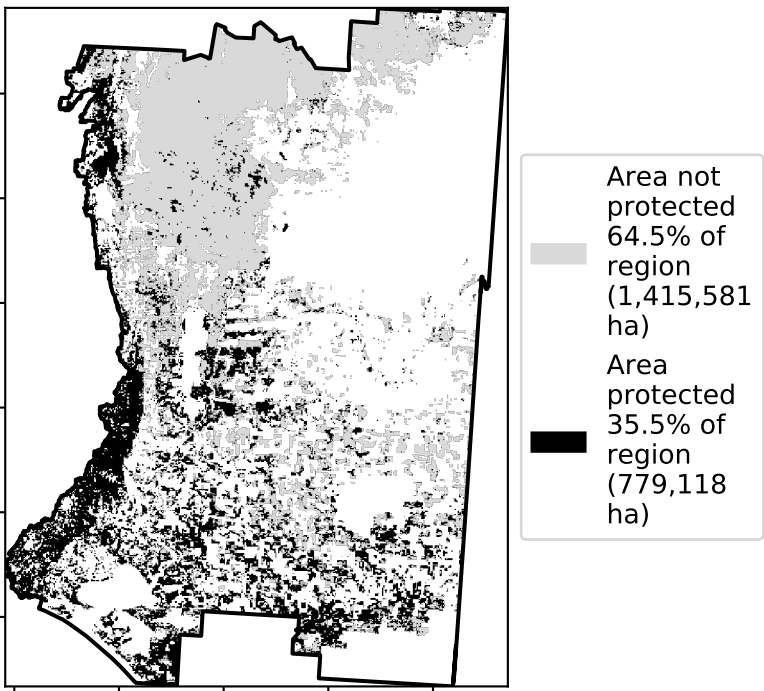 Area not
protected
64.5% of
region
(1,415,581
ha)
Area
protected
35.5% of
region
(779,118
ha)